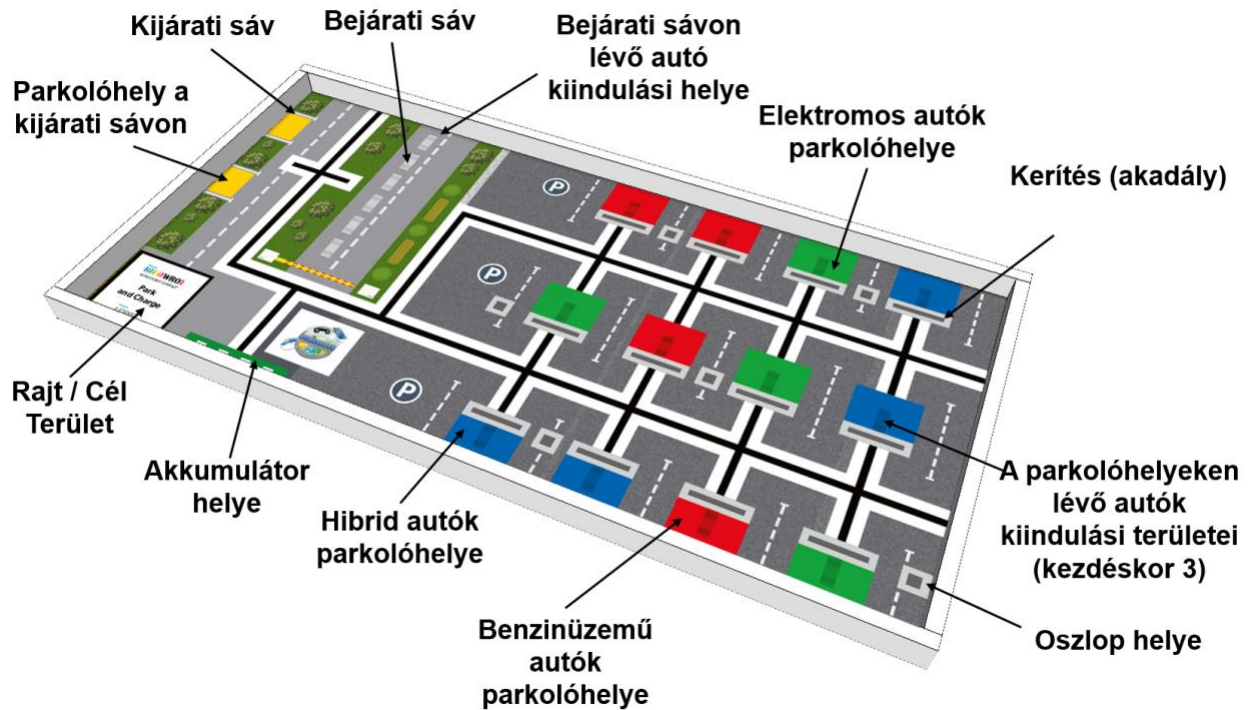 Kijárati sáv
Bejárati sáv
Bejárati sávon
lévő autó
kiindulási helye
Parkolóhely a
kijárati sávon
Elektromos autók
parkolóhelye
Kerítés (akadály)
P
P
P
WRO
Park
and Charge
Rajt / Cél
Terület
Akkumulátor
helye
Hibrid autók
parkolóhelye
Benzinüzemű
autók
parkolóhelye
A parkolóhelyeken
lévő autók
kiindulási területei
(kezdéskor 3)
Oszlop helye